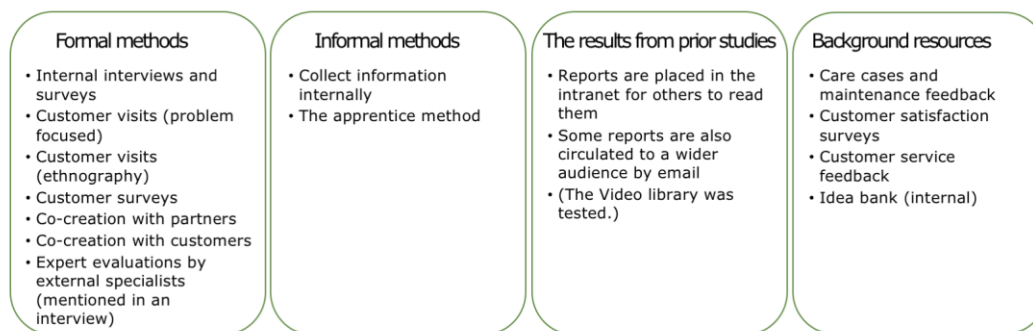 Formal methods
• Internal interviews and
surveys
• Customer visits (problem
focused)
• Customer visits
(ethnography)
• Customer surveys
• Co-creation with partners
• Co-creation with customers
• Expert evaluations by
external specialists
(mentioned in an
interview)
Informal methods
• Collect information
internally
• The apprentice method
The results from prior studies
• Reports are placed in the
intranet for others to read
them
• Some reports are also
circulated to a wider
audience by email
• (The Video library was
tested.)
Background resources
• Care cases and
maintenance feedback
• Customer satisfaction
surveys
• Customer service
feedback
• Idea bank (internal)